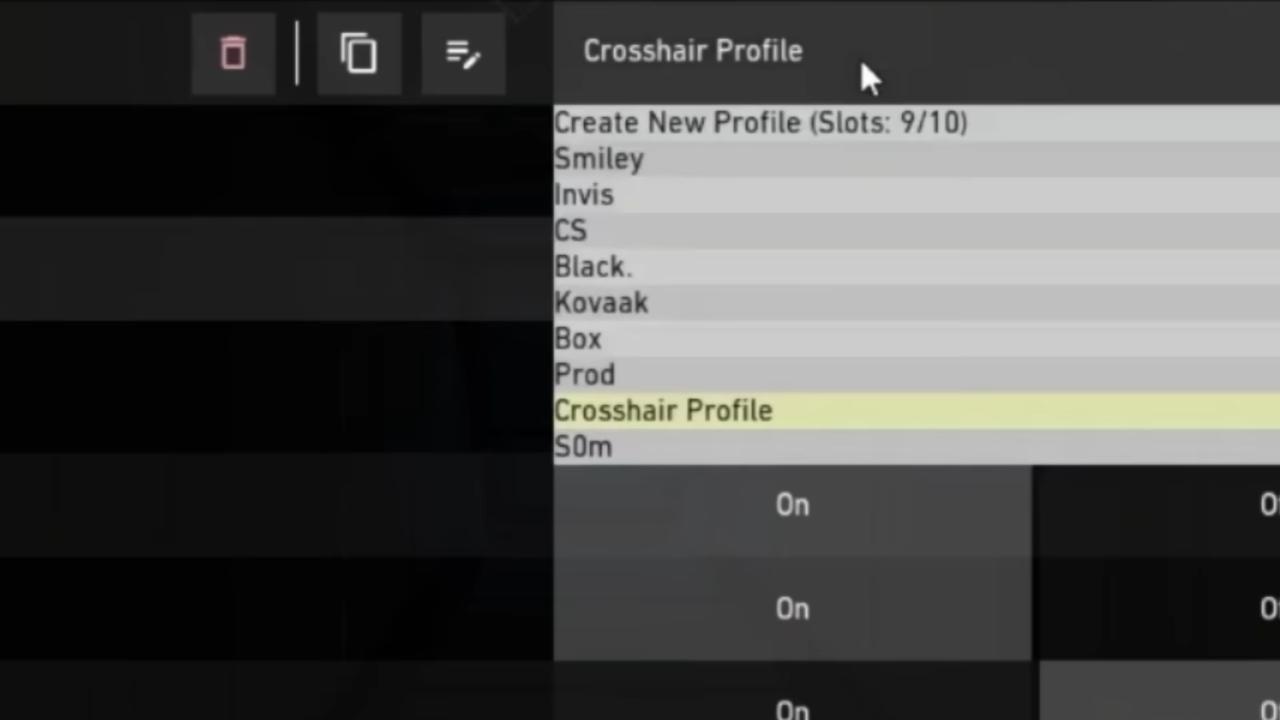 Crosshair Profile
Create New Profile (Slots: 9/10)
Smiley
Invis
CS
Black.
Kovaak
Box
Prod
Crosshair Profile
S0m
On
On
On